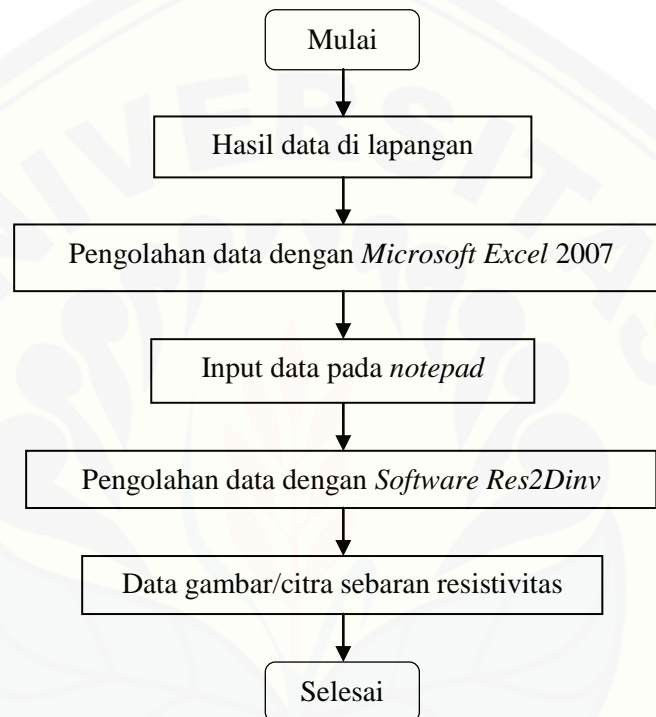 Mulai
Hasil data di lapangan
Pengolahan data dengan Microsoft Excel 2007
Input data pada notepad
Pengolahan data dengan Software Res2Dinv
Data gambar/citra sebaran resistivitas
Selesai